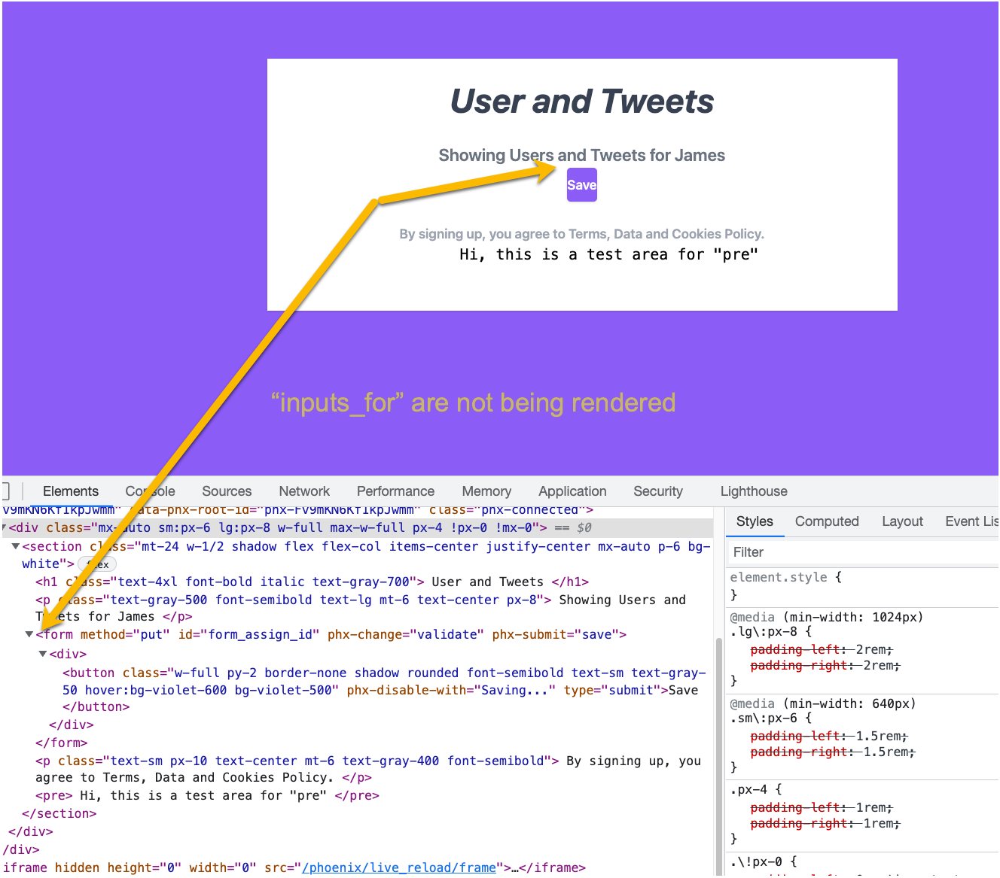 User and Tweets
Showing Users and Tweets for James
Save
By signing up, you agree to Terms, Data and Cookies Policy.
Hi, this is a test area for "pre"
“inputs_for” are not being rendered
Elements Console Sources Network Performance Memory Application Security Lighthouse
data-phx-root-id="phx-Fv9mKN6KfIkpJwmm" class="phx-connected">
<div class="mx-auto sm:px-6 lg:px-8 w-full max-w-full px-4 !px-0 !mx-0"> == $0
<section class="mt-24 w-1/2 shadow flex flex-col items-center justify-center mx-auto p-6 bg-
white"> flex
<h1 class="text-4xl font-bold italic text-gray-700"> User and Tweets </h1>
<p class="text-gray-500 font-semibold text-lg mt-6 text-center px-8"> Showing Users and
Tweets for James </p>
<form method="put" id="form_assign_id" phx-change="validate" phx-submit="save">
<div>
<button class="w-full py-2 border-none shadow rounded font-semibold text-sm text-gray-
50 hover:bg-violet-600 bg-violet-500" phx-disable-with="Saving..." type="submit">Save
</button>
</div>
</form>
<p class="text-sm px-10 text-center mt-6 text-gray-400 font-semibold"> By signing up, you
agree to Terms, Data and Cookies Policy. </p>
<pre> Hi, this is a test area for "pre" </pre>
</section>
</div>
/div>
iframe hidden height="0" width="0" src="/phoenix/live_reload/frame">…</iframe>
Styles Computed Layout Event Lis
Filter
element.style {
}
@media (min-width: 1024px)
.lg\:px-8 {
padding-left: 2rem;
padding-right: 2rem;
}
@media (min-width: 640px)
.sm\:px-6 {
padding-left: 1.5rem;
padding-right: 1.5rem;
}
.px-4 {
padding-left: 1rem;
padding-right: 1rem;
}
.\!px-0 {